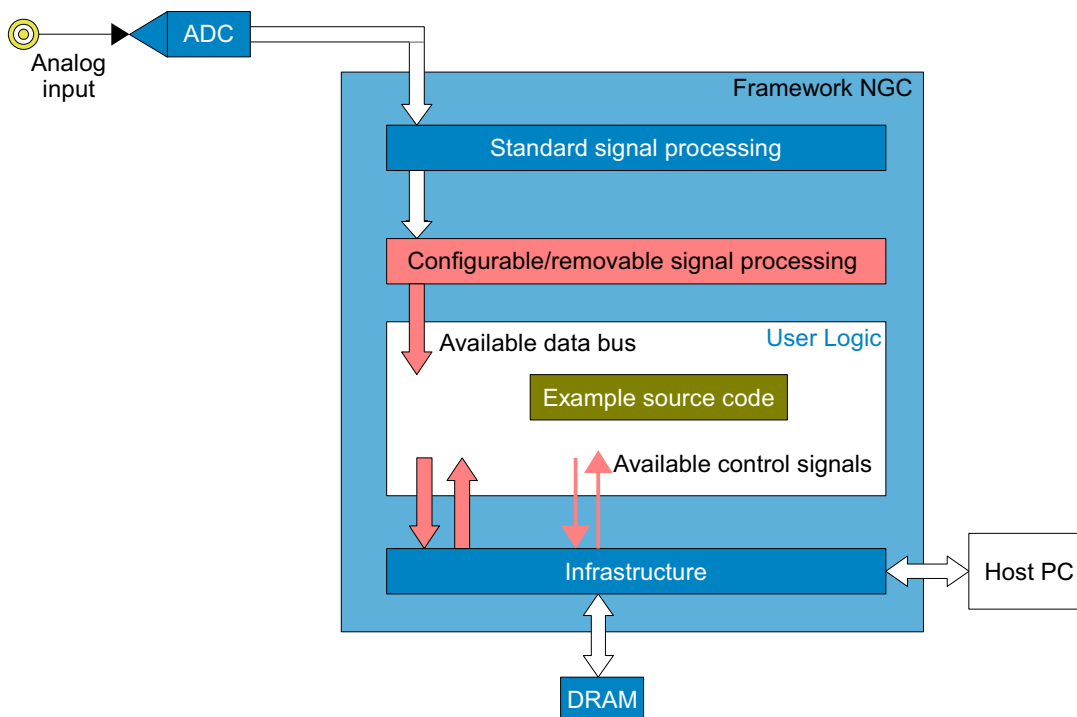 ADC
Analog
input
Framework NGC
Standard signal processing
Configurable/removable signal processing
Available data bus
User Logic
Example source code
Available control signals
Infrastructure
Host PC
DRAM